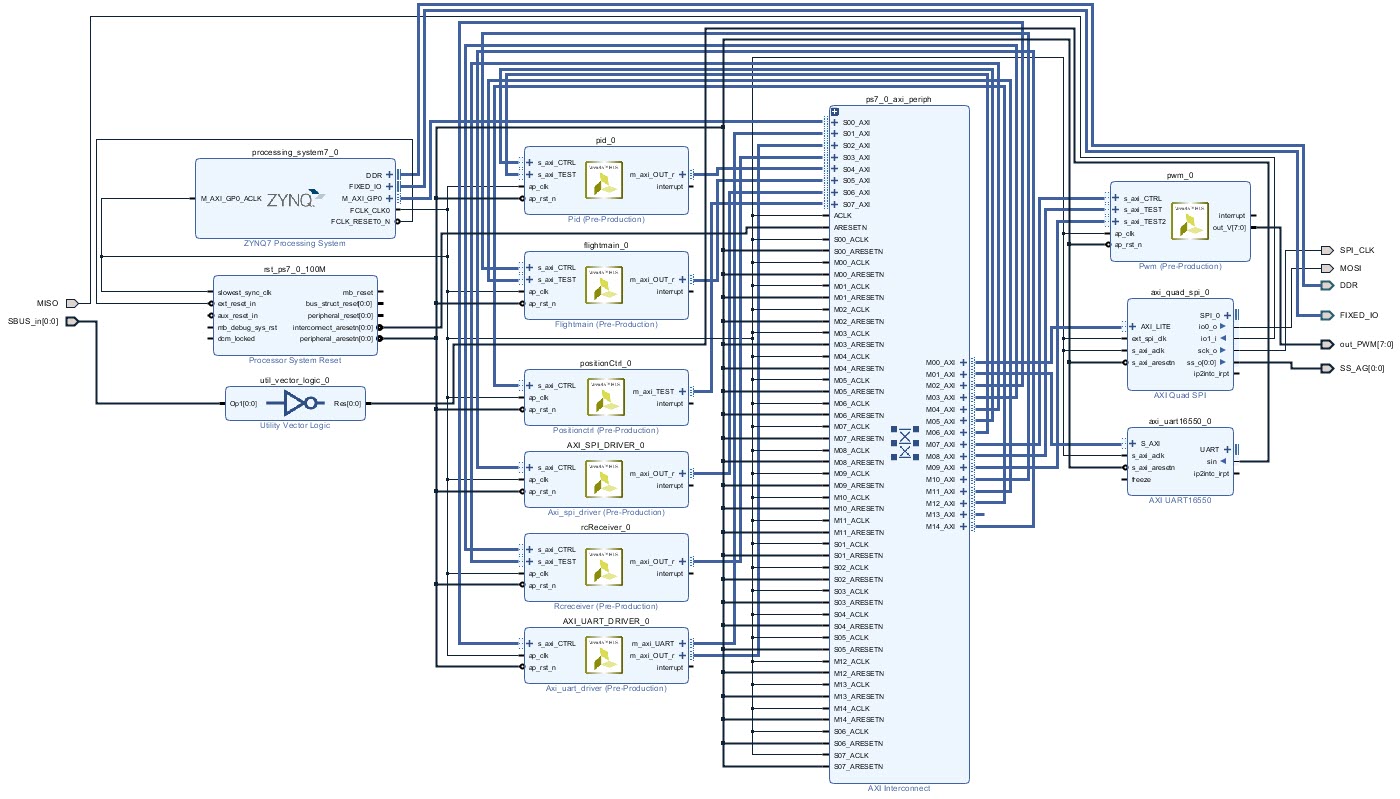 MISO
SBUS_in[0:0]
processing_system7_0
M_AXI_GP0_ACLK
ZYNQ
DDR
FIXED_IO
M_AXI_GP0
FCLK_CLK0
FCLK_RESET0_N
ZYNQ7 Processing System
rst_ps7_0_100M
slowest_sync_clk
ext_reset_in
aux_reset_in
mb_debug_sys_rst
dcm_locked
mb_reset
bus_struct_reset[0:0]
peripheral_reset[0:0]
interconnect_aresetn[0:0]
peripheral_aresetn[0:0]
Processor System Reset
util_vector_logic_0
Op1[0:0]
Res[0:0]
Utility Vector Logic
pid_0
s_axi_CTRL
s_axi_TEST
ap_clk
ap_rst_n
m_axi_OUT_r
interrupt
Pid (Pre-Production)
flightmain_0
s_axi_CTRL
s_axi_TEST
ap_clk
ap_rst_n
m_axi_OUT_r
interrupt
Flightmain (Pre-Production)
positionCtrl_0
s_axi_CTRL
ap_clk
ap_rst_n
m_axi_TEST
interrupt
Positionctrl (Pre-Production)
AXI_SPI_DRIVER_0
s_axi_CTRL
ap_clk
ap_rst_n
m_axi_OUT_r
interrupt
Axi_spi_driver (Pre-Production)
rcReceiver_0
s_axi_CTRL
s_axi_TEST
ap_clk
ap_rst_n
m_axi_OUT_r
interrupt
Rcreceiver (Pre-Production)
AXI_UART_DRIVER_0
s_axi_CTRL
ap_clk
ap_rst_n
m_axi_UART
m_axi_OUT_r
interrupt
Axi_uart_driver (Pre-Production)
ps7_0_axi_periph
S00_AXI
S01_AXI
S02_AXI
S03_AXI
S04_AXI
S05_AXI
S06_AXI
S07_AXI
ACLK
ARESETN
S00_ACLK
S00_ARESETN
M00_ACLK
M00_ARESETN
M01_ACLK
M01_ARESETN
M02_ACLK
M02_ARESETN
M03_ACLK
M03_ARESETN
M04_ACLK
M04_ARESETN
M05_ACLK
M05_ARESETN
M06_ACLK
M06_ARESETN
M07_ACLK
M07_ARESETN
M08_ACLK
M08_ARESETN
M09_ACLK
M09_ARESETN
M10_ACLK
M10_ARESETN
M11_ACLK
M11_ARESETN
S01_ACLK
S01_ARESETN
S02_ACLK
S02_ARESETN
S03_ACLK
S03_ARESETN
S04_ACLK
S04_ARESETN
S05_ACLK
S05_ARESETN
M12_ACLK
M12_ARESETN
M13_ACLK
M13_ARESETN
M14_ACLK
M14_ARESETN
S06_ACLK
S06_ARESETN
S07_ACLK
S07_ARESETN
M00_AXI
M01_AXI
M02_AXI
M03_AXI
M04_AXI
M05_AXI
M06_AXI
M07_AXI
M08_AXI
M09_AXI
M10_AXI
M11_AXI
M12_AXI
M13_AXI
M14_AXI
AXI Interconnect
pwm_0
s_axi_CTRL
s_axi_TEST
s_axi_TEST2
ap_clk
ap_rst_n
interrupt
out_V[7:0]
Pwm (Pre-Production)
axi_quad_spi_0
AXI_LITE
ext_spi_clk
s_axi_aclk
s_axi_aresetn
SPI_0
io0_o
io1_i
sck_o
ss_o[0:0]
ip2intc_irpt
AXI Quad SPI
axi_uart16550_0
S_AXI
s_axi_aclk
s_axi_aresetn
freeze
UART
sin
ip2intc_irpt
AXI UART16550
SPI_CLK
MOSI
DDR
FIXED_IO
out_PWM[7:0]
SS_AG[0:0]